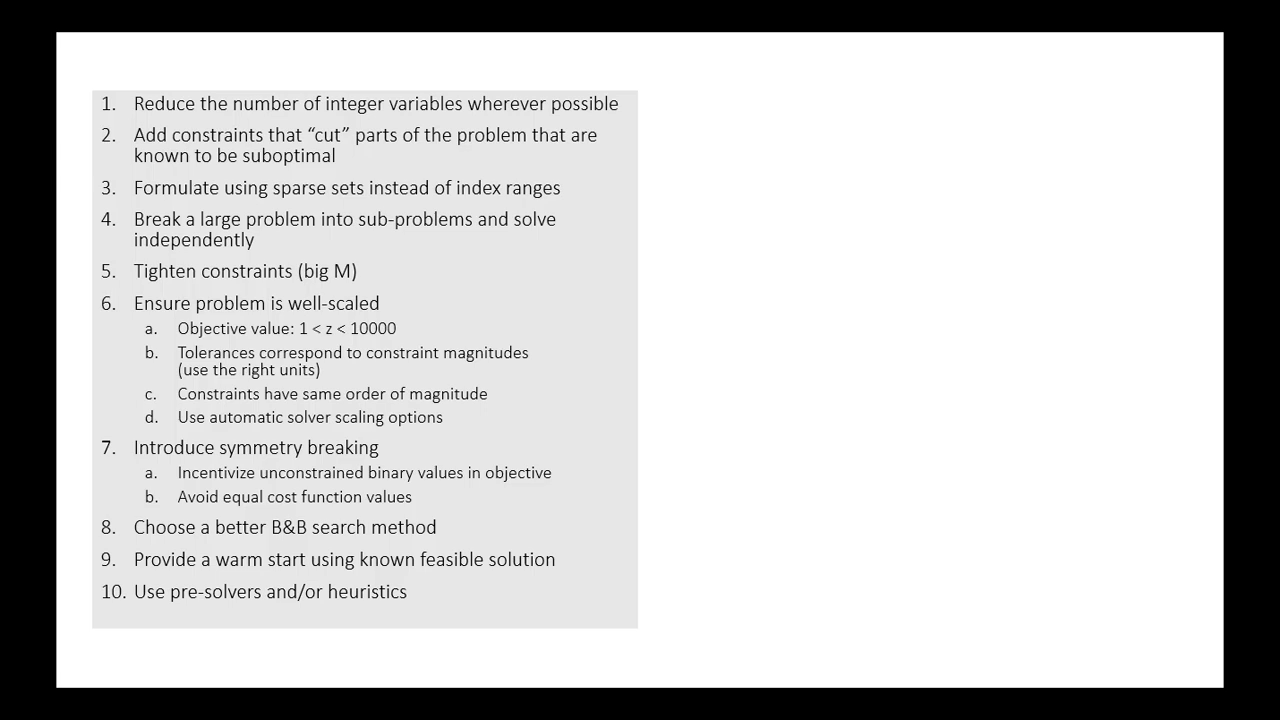 1. Reduce the number of integer variables wherever possible
2. Add constraints that “cut” parts of the problem that are
known to be suboptimal
3. Formulate using sparse sets instead of index ranges
4. Break a large problem into sub-problems and solve
independently
5. Tighten constraints (big M)
6. Ensure problem is well-scaled
a. Objective value: 1 < z < 10000
b. Tolerances correspond to constraint magnitudes
(use the right units)
c. Constraints have same order of magnitude
d. Use automatic solver scaling options
7. Introduce symmetry breaking
a. Incentivize unconstrained binary values in objective
b. Avoid equal cost function values
8. Choose a better B&B search method
9. Provide a warm start using known feasible solution
10. Use pre-solvers and/or heuristics